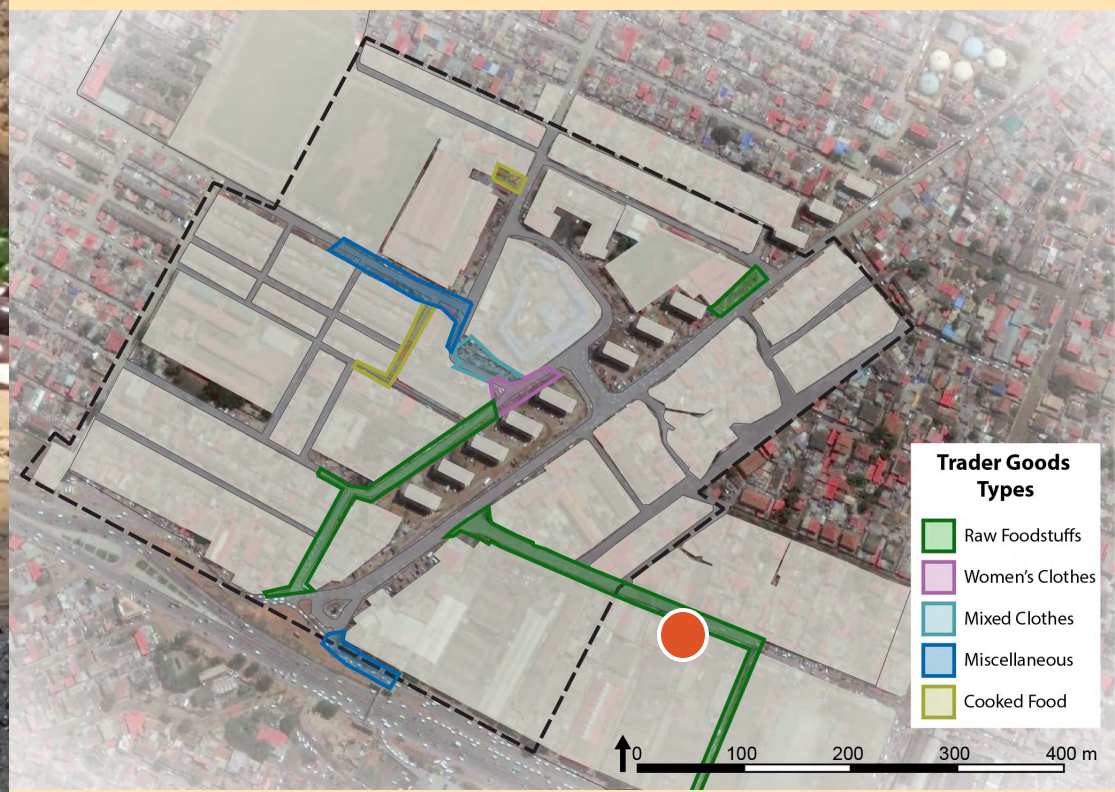 Trader Goods
Types
Raw Foodstuffs
Women's Clothes
Mixed Clothes
Miscellaneous
Cooked Food
0 100 200 300 400 m